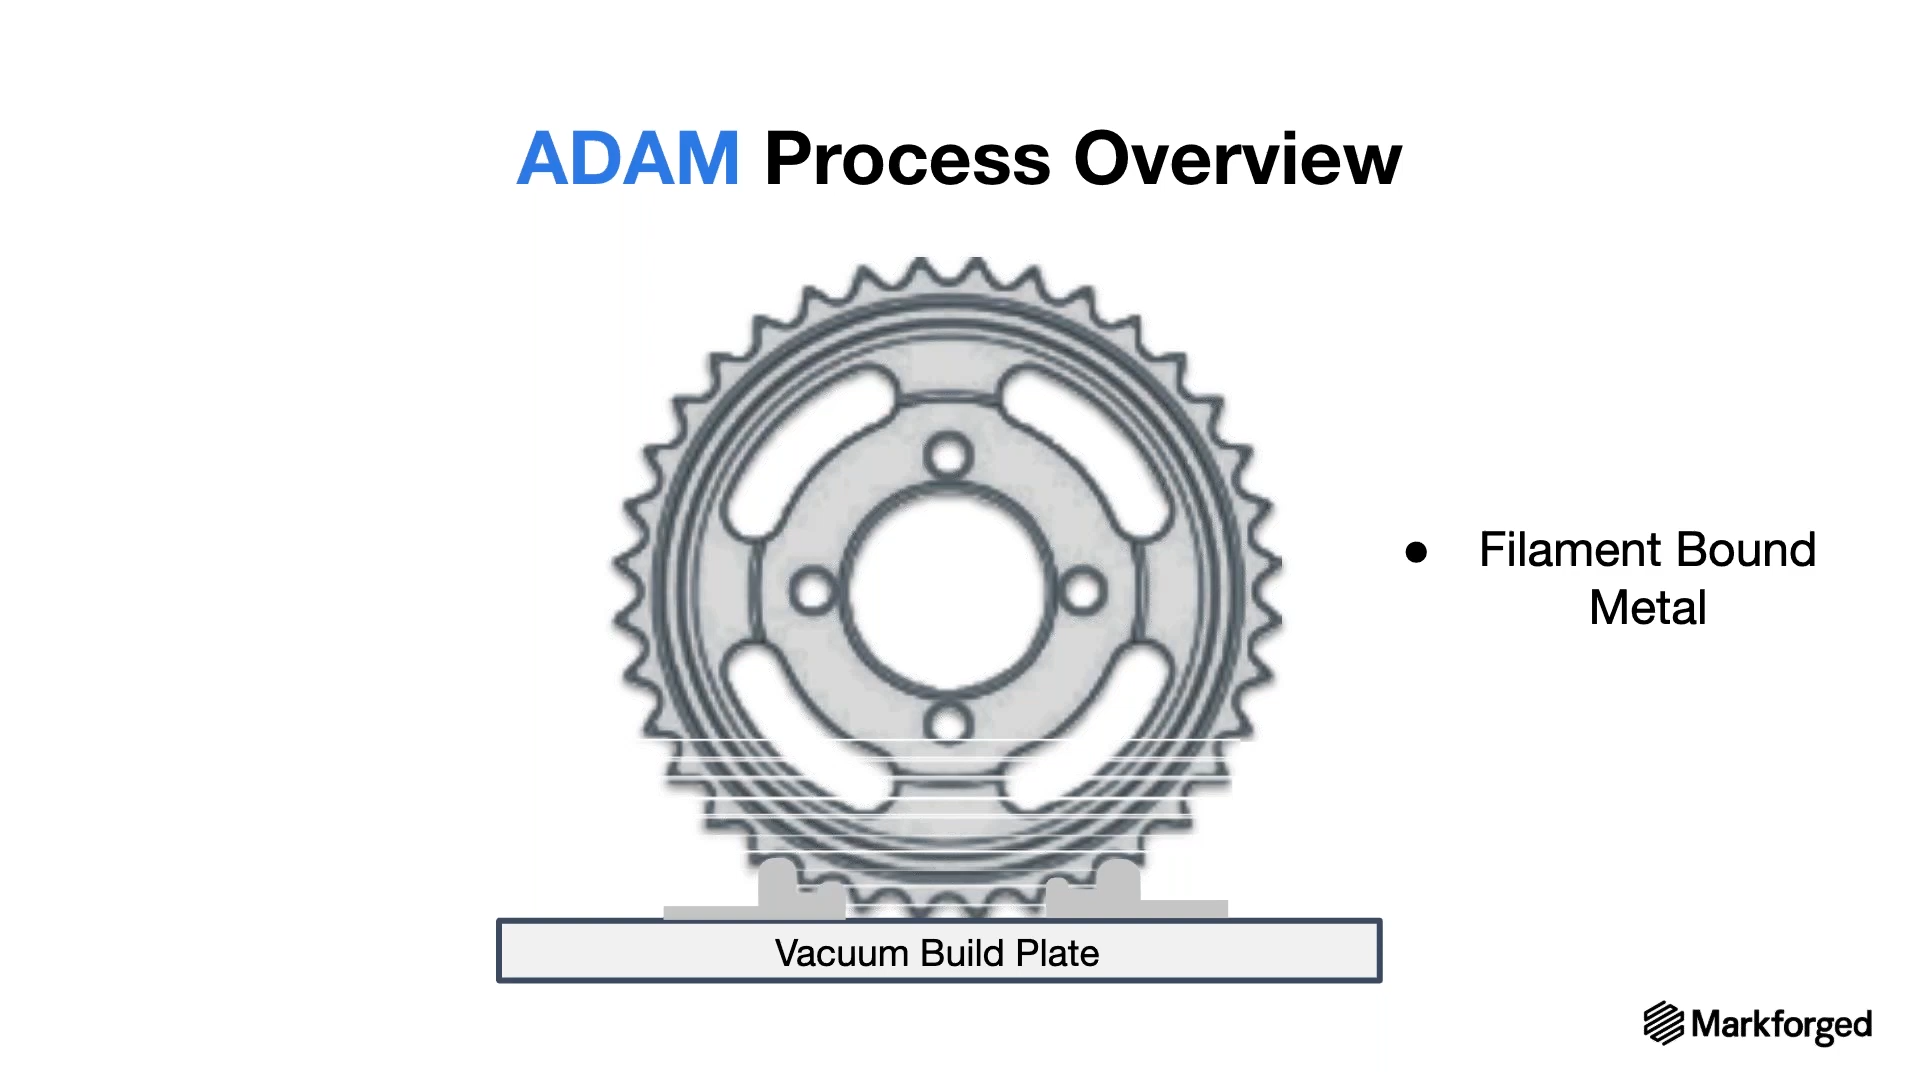 ADAM Process Overview
● Filament Bound
Metal
Vacuum Build Plate
Markforged